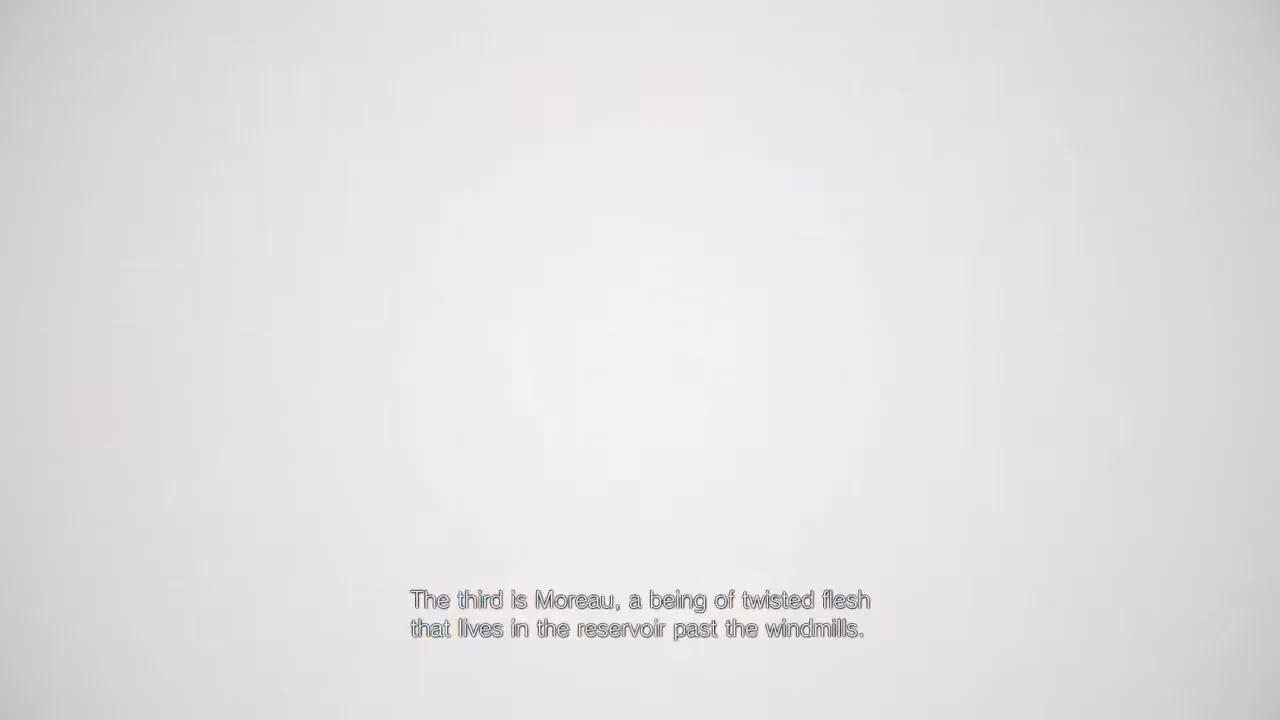 The third is Moreau, a being of twisted flesh
that lives in the reservoir past the windmills.